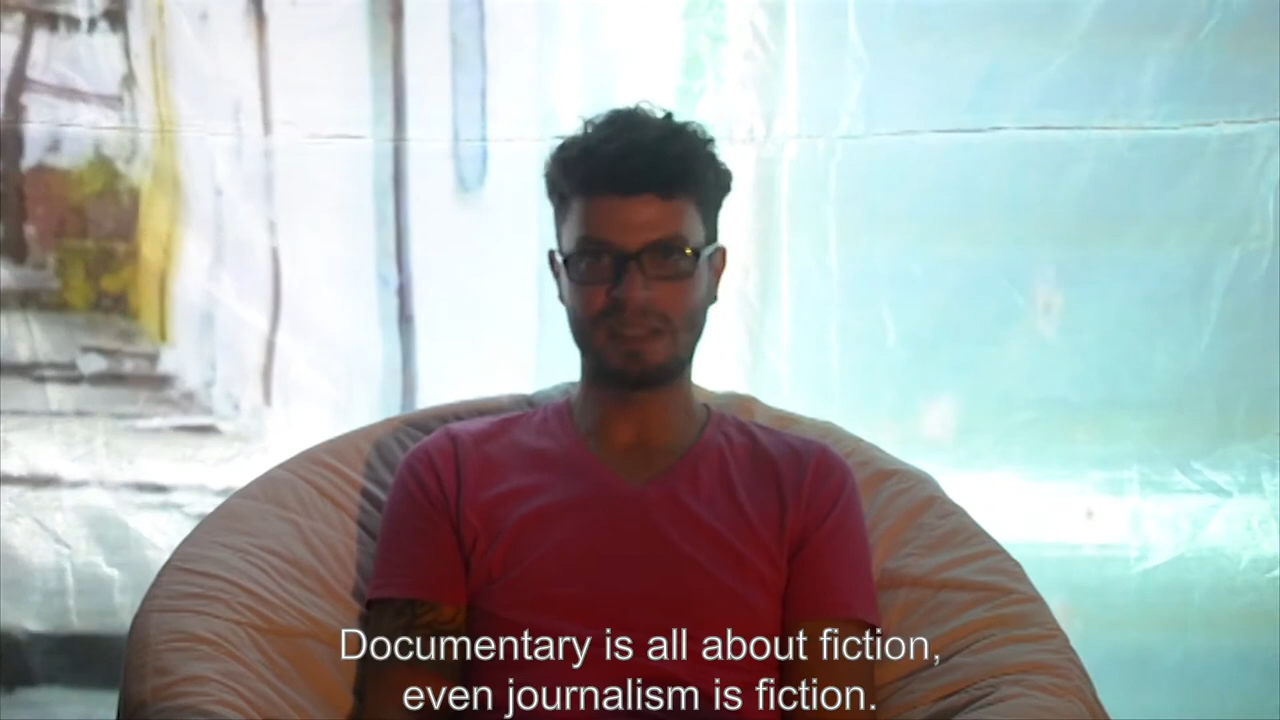 Documentary is all about fiction,
even journalism is fiction.